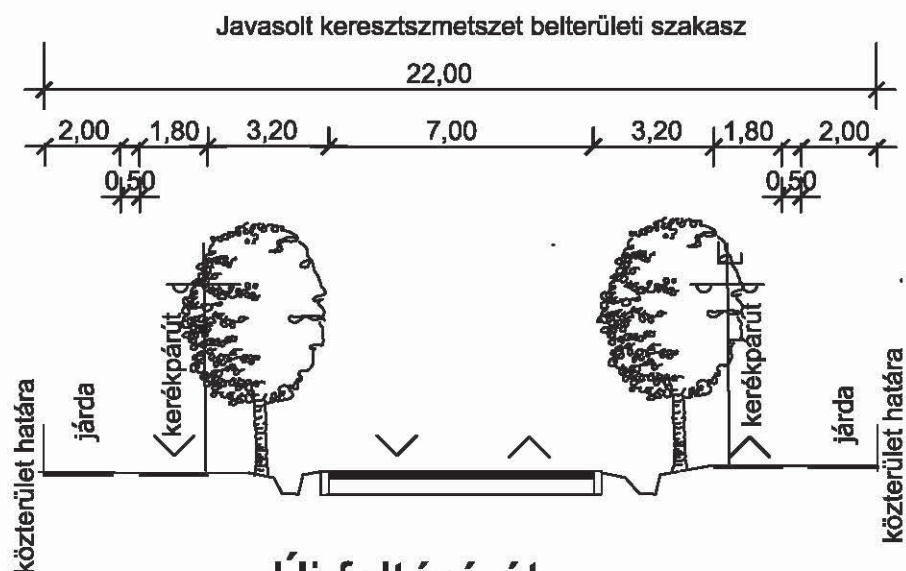 Javasolt keresztszmetszet belterületi szakasz
22,00
2,00 1,80 3,20 7,00 3,20 1,80 2,00
0,50 0,50
közterület határa
járda
kerékpárút
kerékpárút
járda
közterület határa